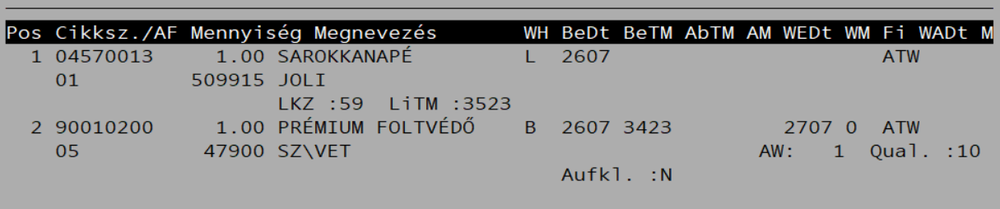 Pos Cikksz./AF Mennyiség Megnevezés WH BeDt BeTM AbTM AM WEDt WM Fi WADt M
1 04570013 1.00 SAROKKANAPÉ L 2607 ATW
01 509915 JOLI
LKZ :59 LiTM :3523
2 90010200 1.00 PRÉMIUM FOLTVÉDŐ B 2607 3423 2707 0 ATW
05 47900 SZ\VET AW: 1 Qual. :10
Aufkl. :N